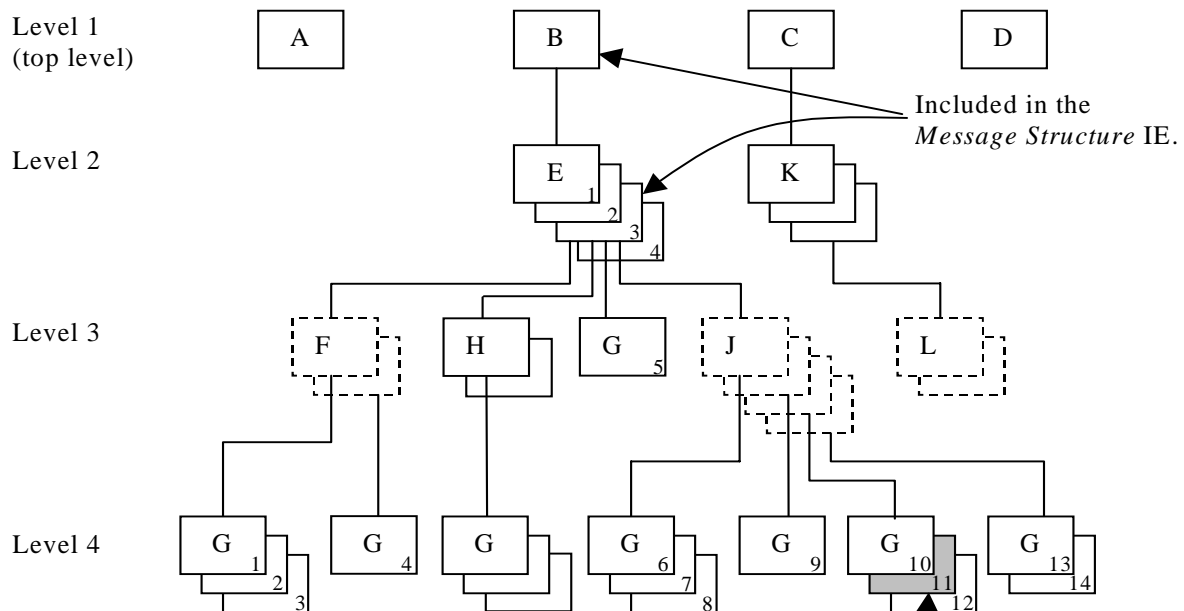 Level 1
(top level)
A
B
C
D
Included in the
Message Structure IE.
Level 2
E
1
2
3
4
K
Level 3
F
H
G
5
J
L
Level 4
G
1
2
3
G
4
G
G
6
7
8
G
9
G
10
11
12
G
13
14